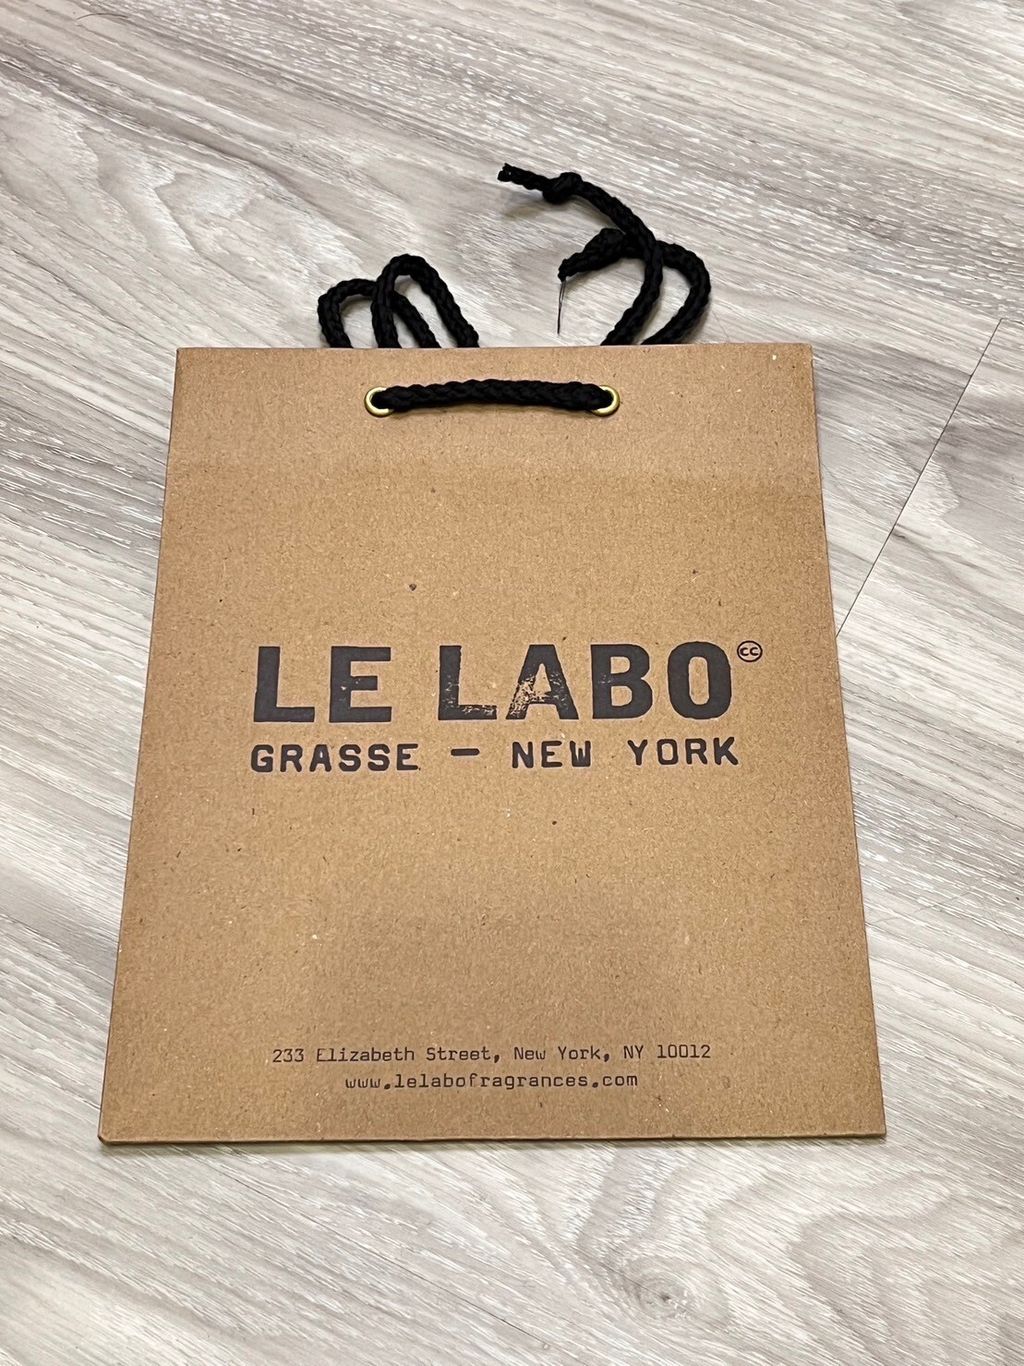 LE LABO
GRASSE — NEW YORK
233 Elizabeth Street, New York, NY 10012
www.lelabofragrances.com